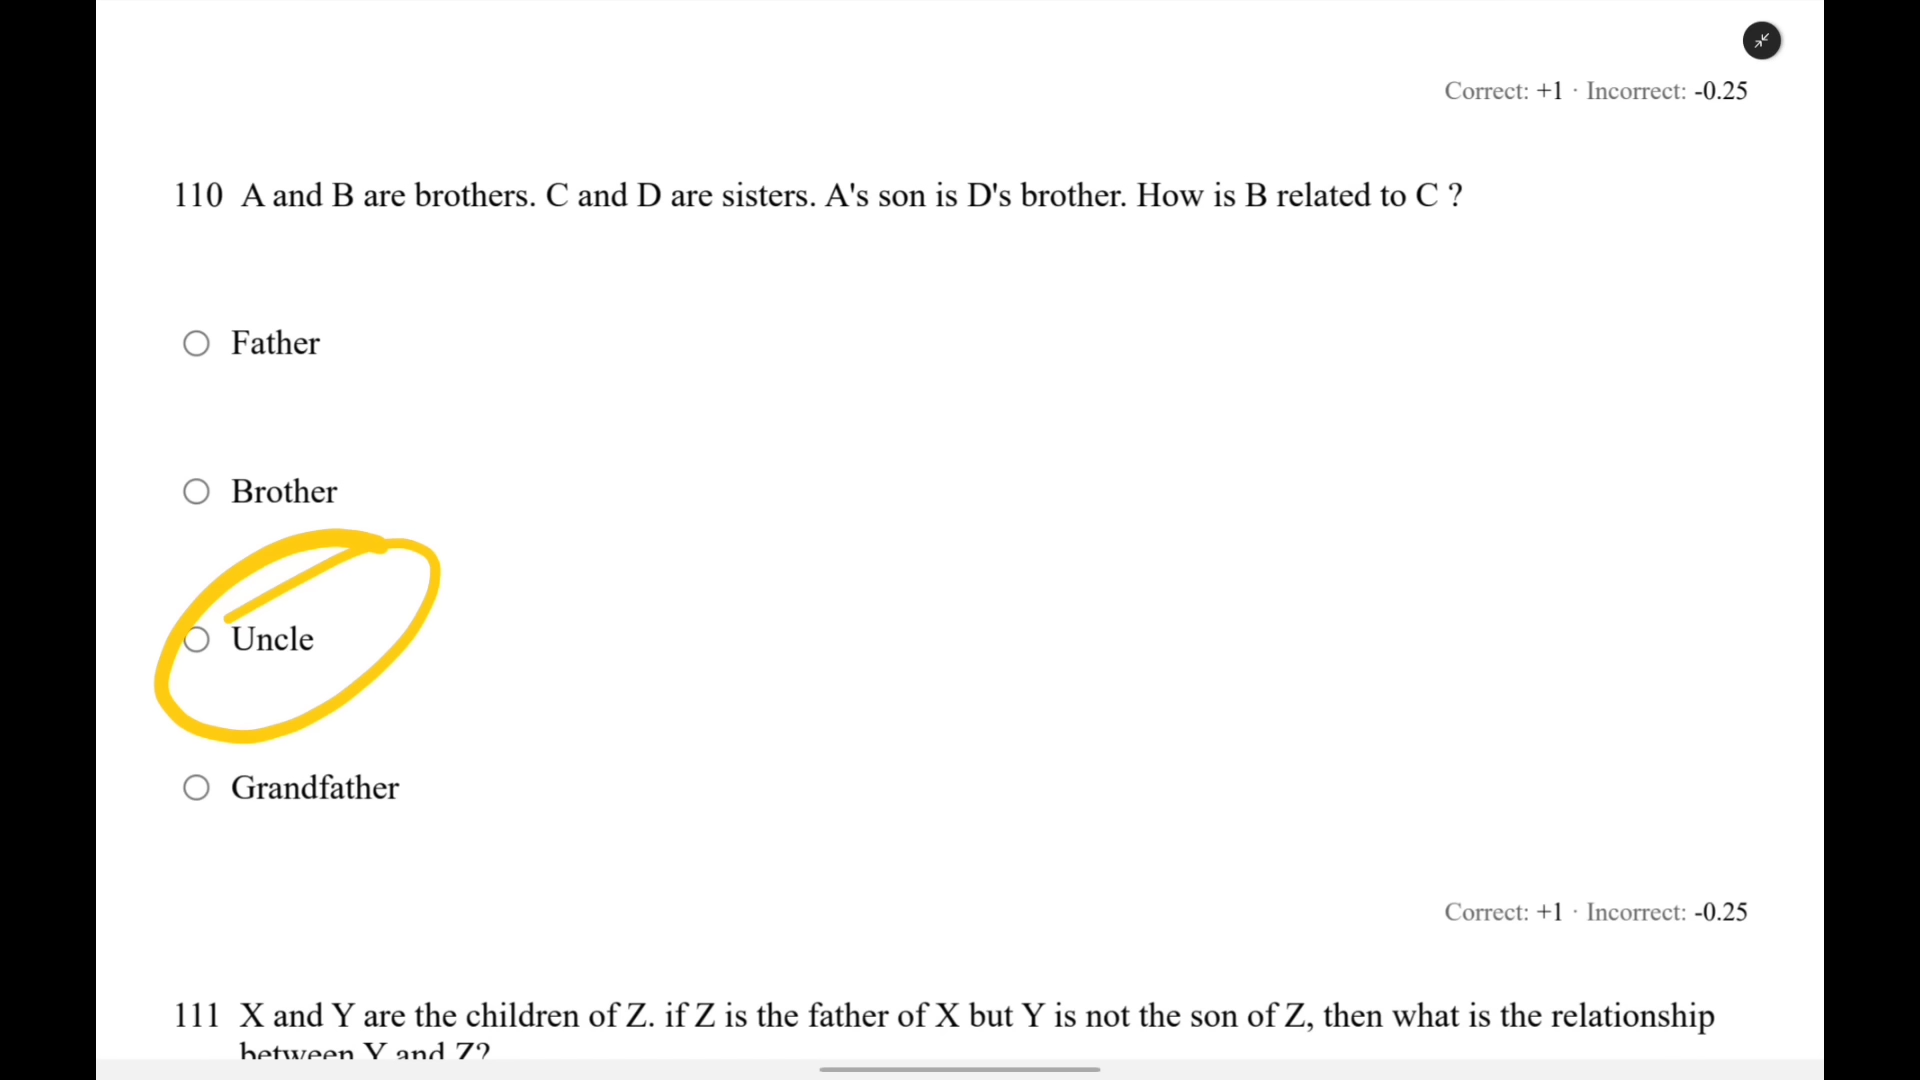 Correct: +1 · Incorrect: -0.25
110 A and B are brothers. C and D are sisters. A's son is D's brother. How is B related to C ?
Father
Brother
Uncle
Grandfather
Correct: +1 · Incorrect: -0.25
111 X and Y are the children of Z. if Z is the father of X but Y is not the son of Z, then what is the relationship
between Y and Z?